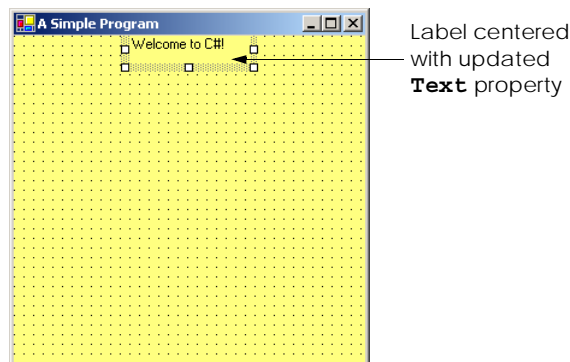 A Simple Program
Welcome to C#!
Label centered
with updated
Text property